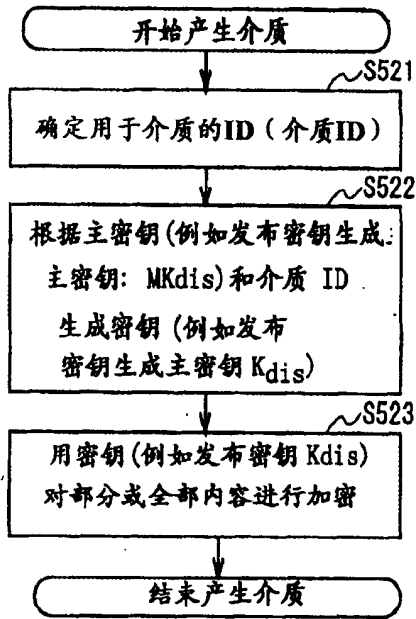 开始产生介质
S521
确定用于介质的ID（介质ID）
S522
根据主密钥(例如发布密钥生成
主密钥: MKdis)和介质 ID
生成密钥 (例如发布
密钥生成主密钥 Kdis)
S523
用密钥(例如发布密钥 Kdis)
对部分或全部内容进行加密
结束产生介质